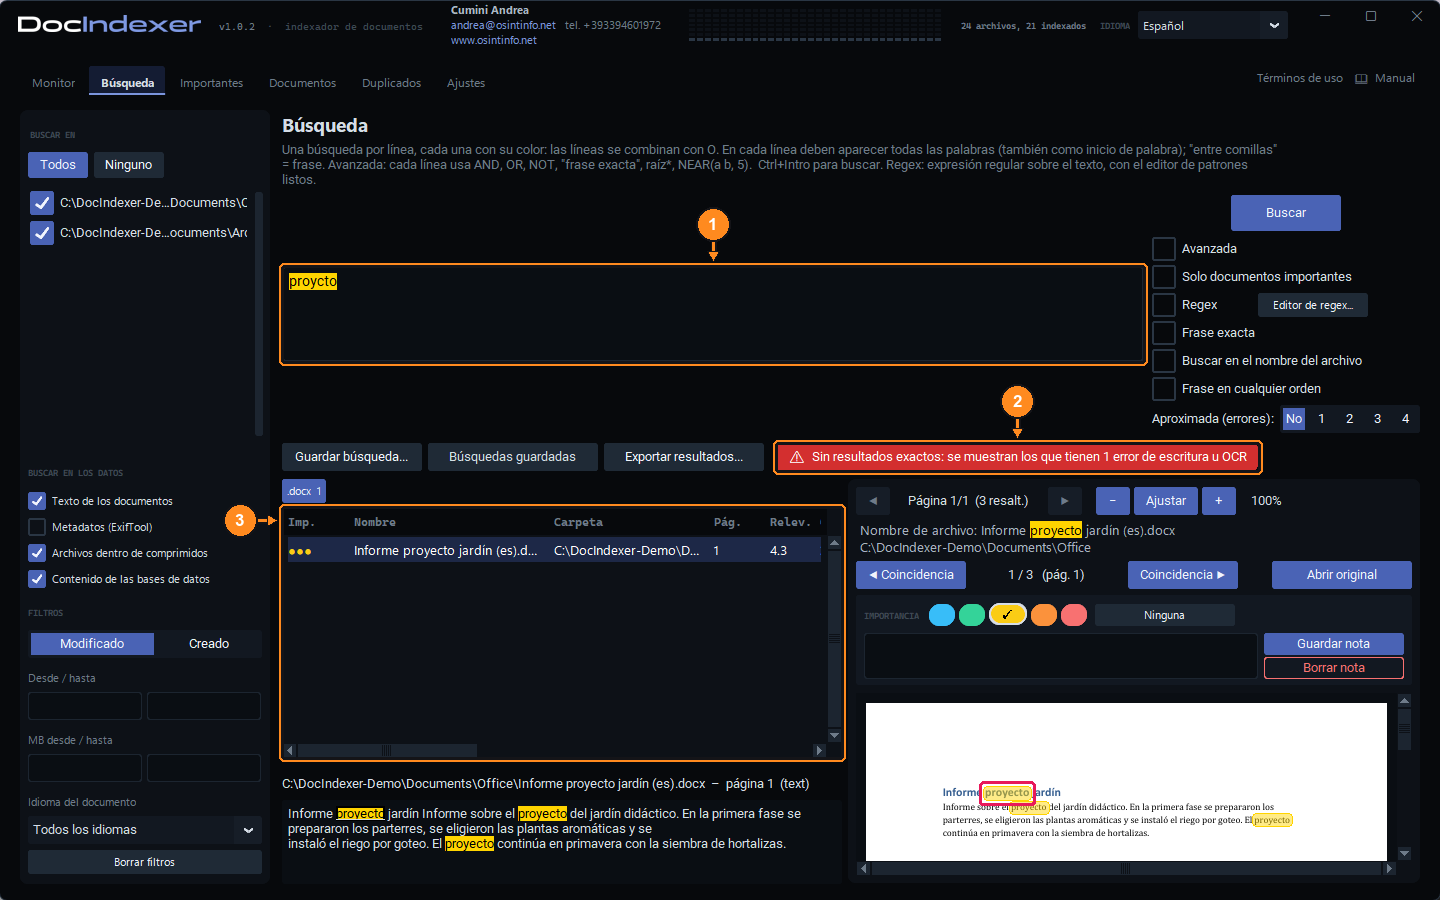 DocIndexer v1.0.2 · indexador de documentos
Cumini Andrea
andrea@osintinfo.net tel. +393394601972
www.osintinfo.net
24 archivos, 21 indexados IDIOMA Español
Monitor Búsqueda Importantes Documentos Duplicados Ajustes
Términos de uso Manual
BUSCAR EN
Todos Ninguno
C:\DocIndexer-De...Documents\C
C:\DocIndexer-De...ocuments\Arc
BUSCAR EN LOS DATOS
Texto de los documentos
Metadatos (ExifTool)
Archivos dentro de comprimidos
Contenido de las bases de datos
FILTROS
Modificado Creado
Desde / hasta
MB desde / hasta
Idioma del documento
Todos los idiomas
Borrar filtros
Búsqueda
Una búsqueda por línea, cada una con su color: las líneas se combinan con O. En cada línea deben aparecer todas las palabras (también como inicio de palabra); "entre comillas"
= frase. Avanzada: cada línea usa AND, OR, NOT, "frase exacta", raíz*, NEAR(a b, 5). Ctrl+Intro para buscar. Regex: expresión regular sobre el texto, con el editor de patrones
listos.
1
proycto
Buscar
Avanzada
Solo documentos importantes
Regex Editor de regex...
Frase exacta
Buscar en el nombre del archivo
Frase en cualquier orden
Aproximada (errores): No 1 2 3 4
2
Guardar búsqueda... Búsquedas guardadas Exportar resultados... Sin resultados exactos: se muestran los que tienen 1 error de escritura u OCR
.docx 1
3
Imp. Nombre Carpeta Pág. Relev.
Informe proyecto jardín (es).d... C:\DocIndexer-Demo\D... 1 4.3
C:\DocIndexer-Demo\Documents\Office\Informe proyecto jardín (es).docx – página 1 (text)
Informe proyecto jardín Informe sobre el proyecto del jardín didáctico. En la primera fase se
prepararon los parterres, se eligieron las plantas aromáticas y se
instaló el riego por goteo. El proyecto continúa en primavera con la siembra de hortalizas.
◄ Página 1/1 (3 resalt.) ► − Ajustar + 100%
Nombre de archivo: Informe proyecto jardín (es).docx
C:\DocIndexer-Demo\Documents\Office
◄ Coincidencia 1 / 3 (pág. 1) Coincidencia ► Abrir original
IMPORTANCIA ✓ Ninguna
Guardar nota
Borrar nota
Informe proyecto jardín
Informe sobre el proyecto del jardín didáctico. En la primera fase se prepararon los
parterres, se eligieron las plantas aromáticas y se instaló el riego por goteo. El proyecto
continúa en primavera con la siembra de hortalizas.